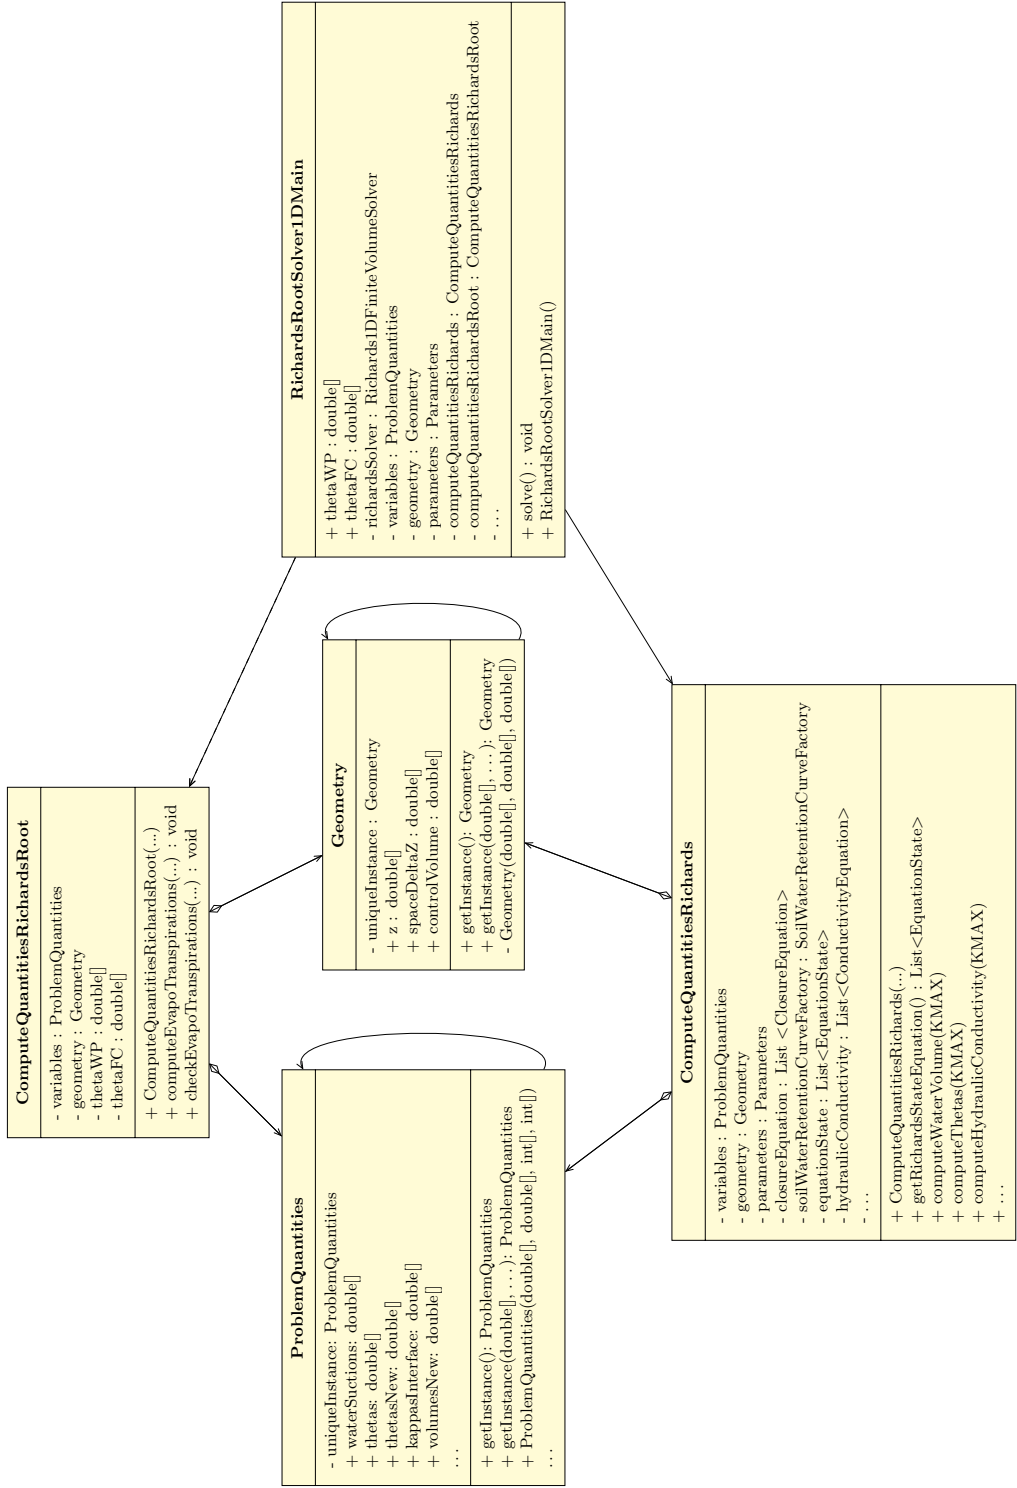 ComputeQuantitiesRichardsRoot
- variables : ProblemQuantities
- geometry : Geometry
- thetaWP : double[]
- thetaFC : double[]
+ ComputeQuantitiesRichardsRoot(...)
+ computeEvapoTranspirations(...) : void
+ checkEvapoTranspirations(...) : void
ProblemQuantities
- uniqueInstance: ProblemQuantities
+ waterSuctions: double[]
+ thetas: double[]
+ thetasNew: double[]
+ kappasInterface: double[]
+ volumesNew: double[]
...
+ getInstance(): ProblemQuantities
+ getInstance(double[], ...): ProblemQuantities
+ ProblemQuantities(double[], double[], int[], int[])
...
Geometry
- uniqueInstance : Geometry
+ z : double[]
+ spaceDeltaZ : double[]
+ controlVolume : double[]
+ getInstance(): Geometry
+ getInstance(double[], ...): Geometry
- Geometry(double[], double[], double[])
RichardsRootSolver1DMain
+ thetaWP : double[]
+ thetaFC : double[]
- richardsSolver : Richards1DFiniteVolumeSolver
- variables : ProblemQuantities
- geometry : Geometry
- parameters : Parameters
- computeQuantitiesRichards : ComputeQuantitiesRichards
- computeQuantitiesRichardsRoot : ComputeQuantitiesRichardsRoot
- ...
+ solve() : void
+ RichardsRootSolver1DMain()
ComputeQuantitiesRichards
- variables : ProblemQuantities
- geometry : Geometry
- parameters : Parameters
- closureEquation : List <ClosureEquation>
- soilWaterRetentionCurveFactory : SoilWaterRetentionCurveFactory
- equationState : List<EquationState>
- hydraulicConductivity : List<ConductivityEquation>
- ...
+ ComputeQuantitiesRichards(...)
+ getRichardsStateEquation() : List<EquationState>
+ computeWaterVolume(KMAX)
+ computeThetas(KMAX)
+ computeHydraulicConductivity(KMAX)
+ ...